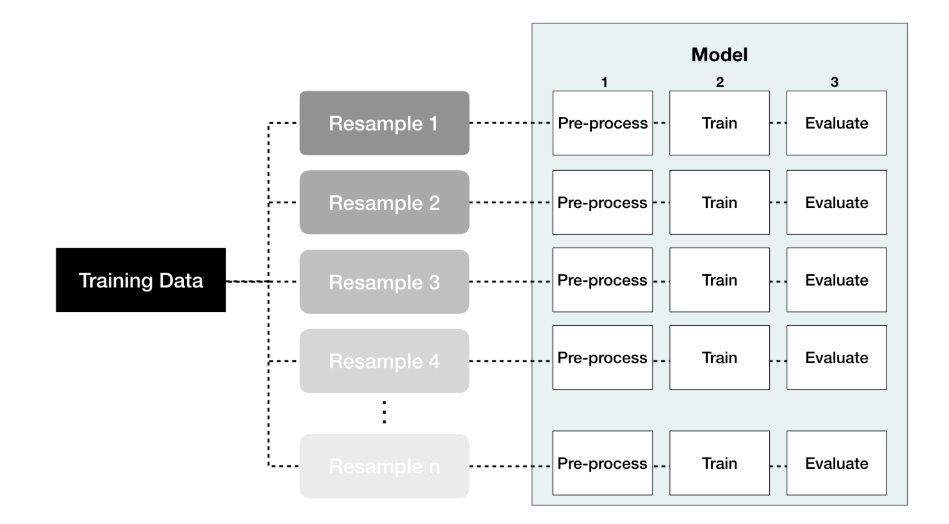 Model
1 2 3
Resample 1 Pre-process Train Evaluate
Resample 2 Pre-process Train Evaluate
Training Data
Resample 3 Pre-process Train Evaluate
Resample 4 Pre-process Train Evaluate
Resample n Pre-process Train Evaluate